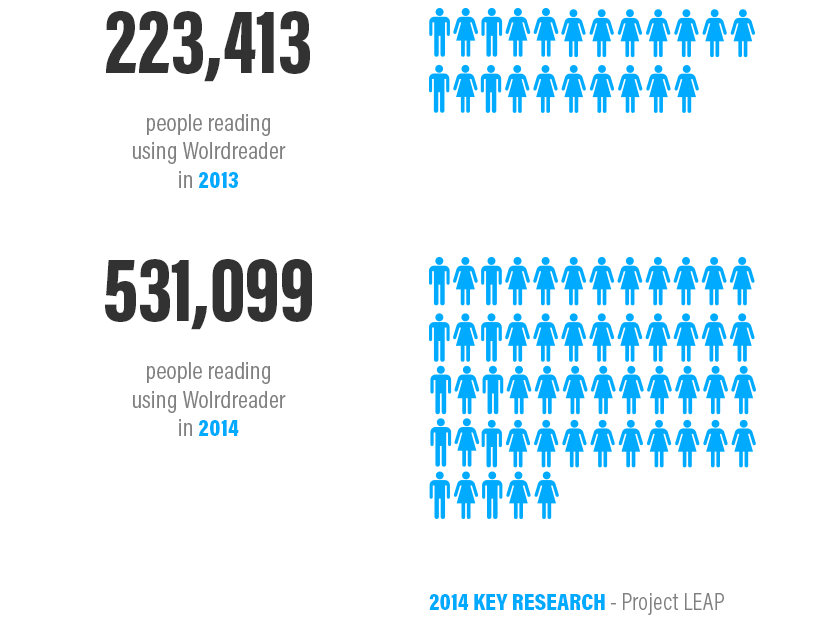 223,413
people reading
using Wolrdreader
in 2013
531,099
people reading
using Wolrdreader
in 2014
2014 KEY RESEARCH - Project LEAP